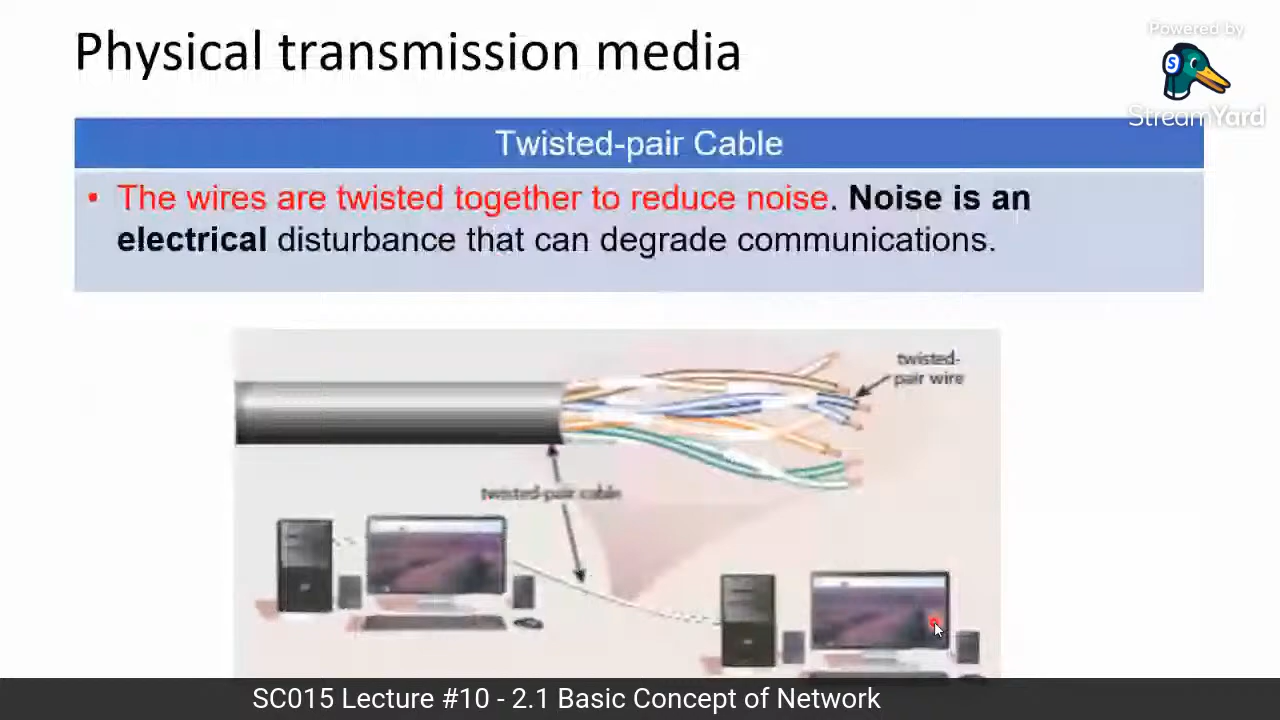 Physical transmission media
Powered by
StreamYard
Twisted-pair Cable
• The wires are twisted together to reduce noise. Noise is an
electrical disturbance that can degrade communications.
twisted-
pair wire
twisted-pair cable
SC015 Lecture #10 - 2.1 Basic Concept of Network